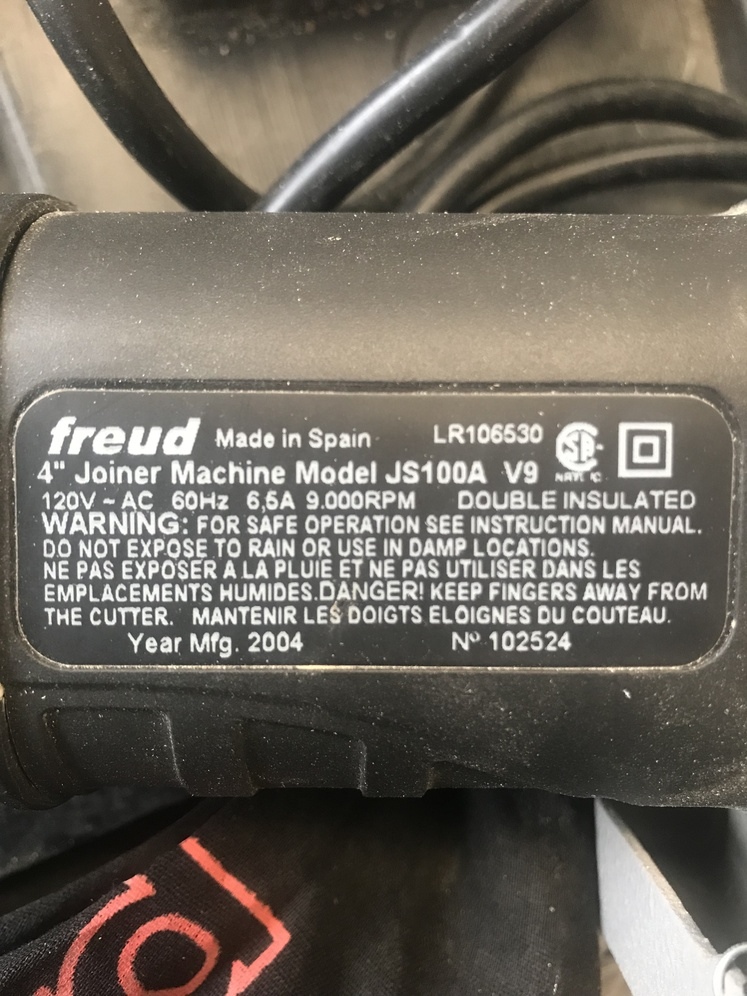 freud Made in Spain LR106530
4" Joiner Machine Model JS100A V9
120V ~ AC 60Hz 6,5A 9.000RPM DOUBLE INSULATED
WARNING: FOR SAFE OPERATION SEE INSTRUCTION MANUAL.
DO NOT EXPOSE TO RAIN OR USE IN DAMP LOCATIONS.
NE PAS EXPOSER A LA PLUIE ET NE PAS UTILISER DANS LES
EMPLACEMENTS HUMIDES.DANGER! KEEP FINGERS AWAY FROM
THE CUTTER. MANTENIR LES DOIGTS ELOIGNES DU COUTEAU.
Year Mfg. 2004 Nº 102524